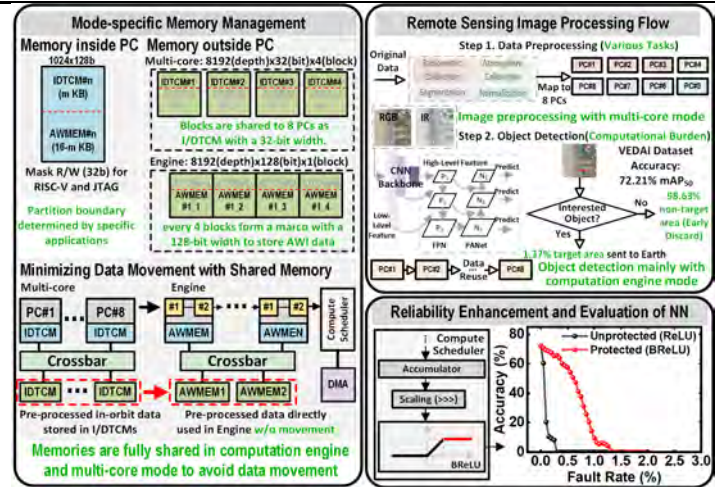 Mode-specific Memory Management
Memory inside PC
1024x128b
IDTCM#n
(m KB)
AWMEM#n
(16-m KB)
Mask R/W (32b) for
RISC-V and JTAG
Partition boundary
determined by specific
applications
Memory outside PC
Multi-core: 8192(depth)x32(bit)x4(block)
IDTCM#1 IDTCM#2 IDTCM#3 IDTCM#4
Blocks are shared to 8 PCs as
I/DTCM with a 32-bit width.
Engine: 8192(depth)x128(bit)x1(block)
AWMEM AWMEM AWMEM AWMEM
#1_1 #1_2 #1_3 #1_4
every 4 blocks form a marco with a
128-bit width to store AWI data
Minimizing Data Movement with Shared Memory
Multi-core
PC#1 ... PC#8
IDTCM IDTCM
Crossbar
IDTCM ... IDTCM
Pre-processed in-orbit data
stored in I/DTCMs
Engine
#1 #2 #1 #2
AWMEM AWMEM
Crossbar
AWMEM1 AWMEM2
Compute
Scheduler
DMA
Pre-processed data directly
used in Engine w/o movement
Memories are fully shared in computation engine
and multi-core mode to avoid data movement
Remote Sensing Image Processing Flow
Step 1. Data Preprocessing (Various Tasks)
Original
Data
Segmentation Normalization
Map to
8 PCs
PC#1 PC#2 PC#3 PC#4
RGB IR
Image preprocessing with multi-core mode
Step 2. Object Detection(Computational Burden)
CNN
Backbone
Low-Level
Feature
High-Level Feature
Predict
Predict
Predict
FPN PANet
VEDAI Dataset
Accuracy:
72.21% mAP50
Interested
Object?
No
Yes
98.63%
non-target
area (Early
Discard)
1.37% target area sent to Earth
PC#1 PC#2 ... PC#8
Data
Reuse
Object detection mainly with
computation engine mode
Reliability Enhancement and Evaluation of NN
Compute
Scheduler
Accumulator
Scaling (>>>)
BReLU
Unprotected (ReLU)
Protected (BReLU)
Accuracy (%)
80
60
40
20
0
0.0 0.5 1.0 1.5 2.0
Fault Rate (%)